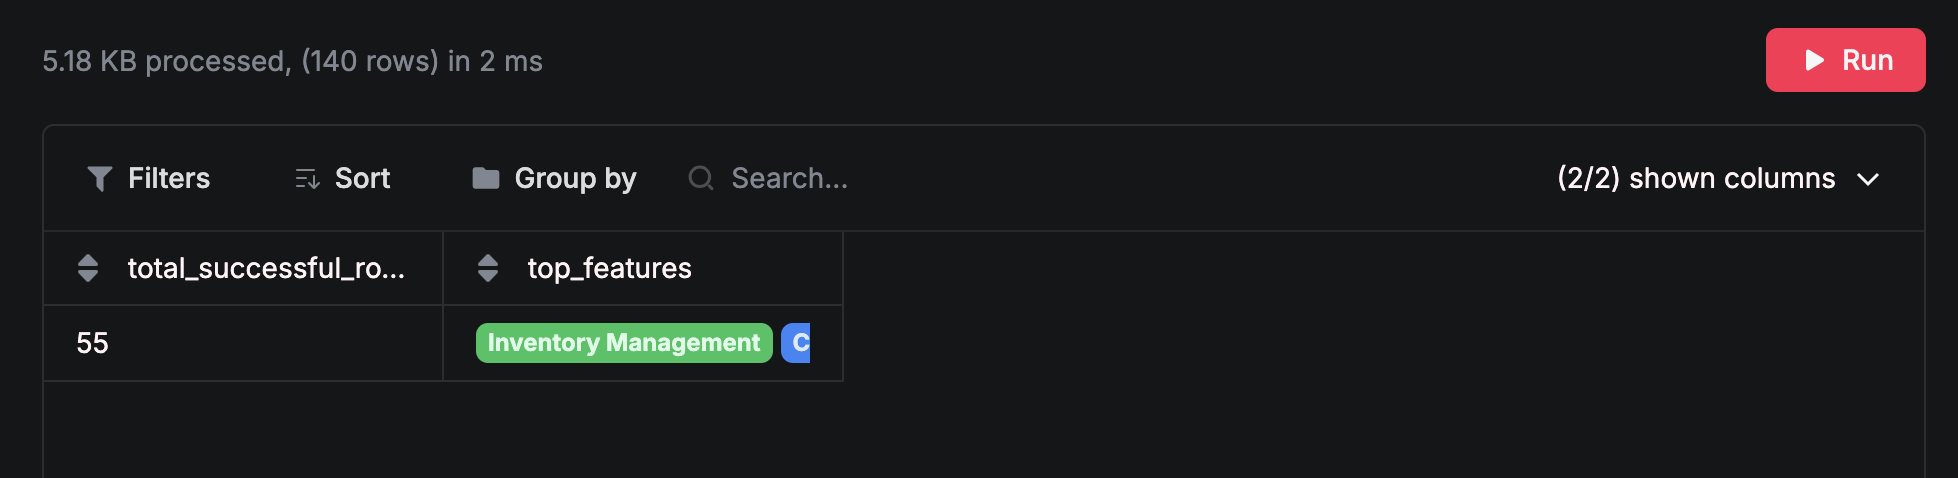 5.18 KB processed, (140 rows) in 2 ms
Run
Filters Sort Group by Search... (2/2) shown columns
total_successful_ro... top_features
55 Inventory Management C